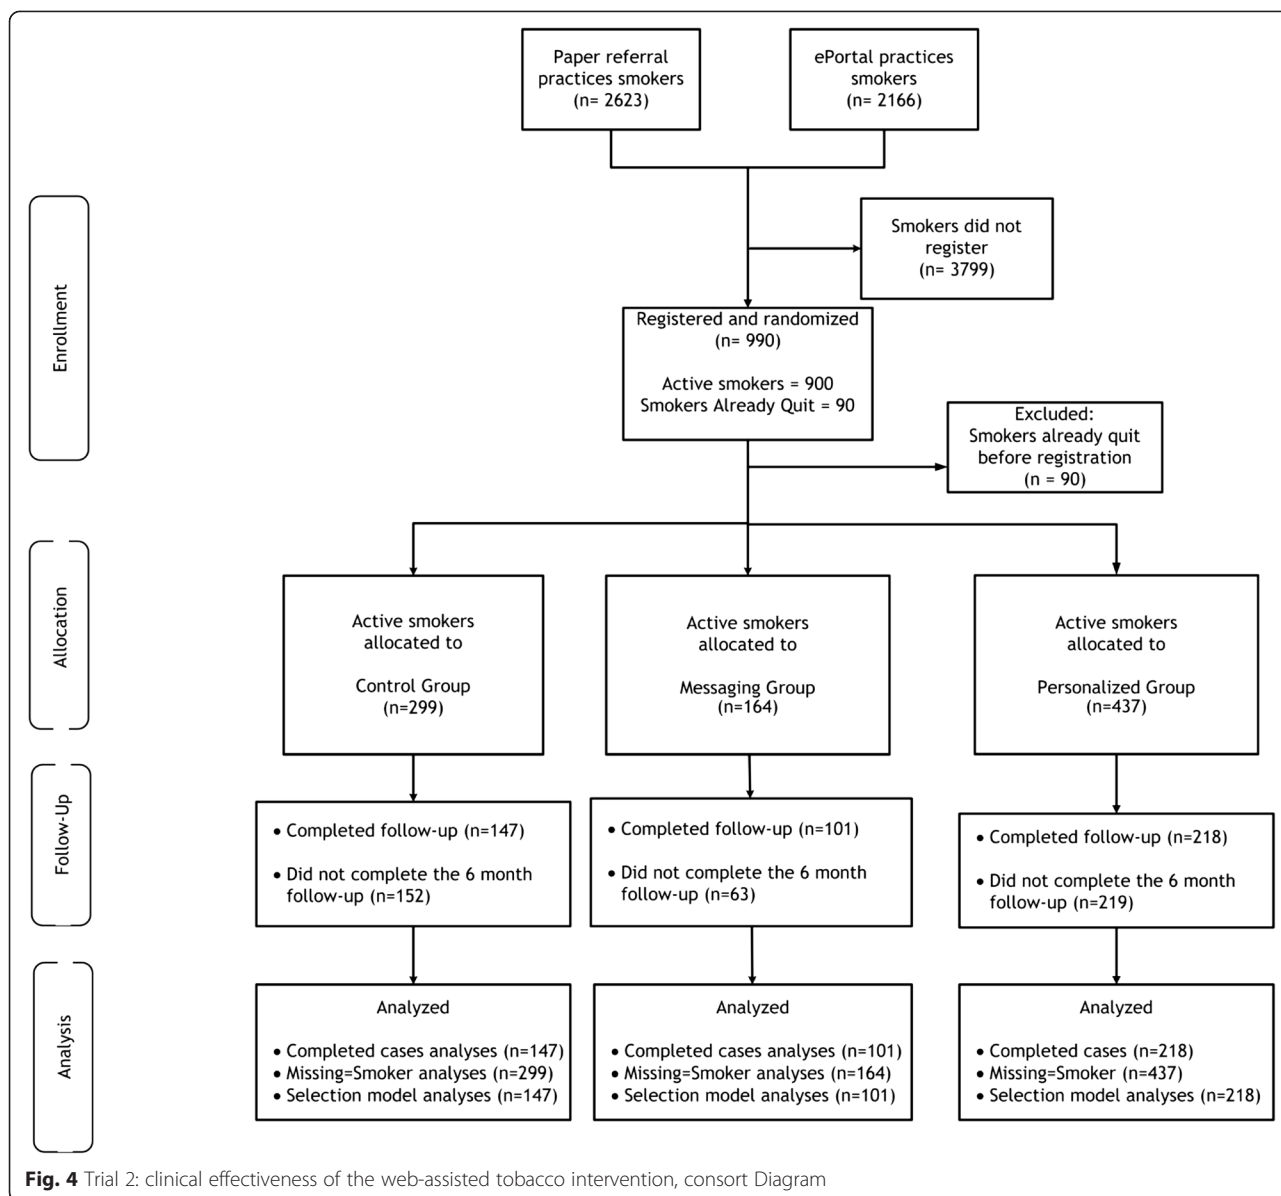 Paper referral
practices smokers
(n= 2623)
ePortal practices
smokers
(n= 2166)
Smokers did not
register
(n= 3799)
Enrollment
Registered and randomized
(n= 990)
Active smokers = 900
Smokers Already Quit = 90
Excluded:
Smokers already quit
before registration
(n = 90)
Allocation
Active smokers
allocated to
Control Group
(n=299)
Active smokers
allocated to
Messaging Group
(n=164)
Active smokers
allocated to
Personalized Group
(n=437)
Follow-Up
• Completed follow-up (n=147)
• Did not complete the 6 month
follow-up (n=152)
• Completed follow-up (n=101)
• Did not complete the 6 month
follow-up (n=63)
• Completed follow-up (n=218)
• Did not complete the 6 month
follow-up (n=219)
Analysis
Analyzed
• Completed cases analyses (n=147)
• Missing=Smoker analyses (n=299)
• Selection model analyses (n=147)
Analyzed
• Completed cases analyses (n=101)
• Missing=Smoker analyses (n=164)
• Selection model analyses (n=101)
Analyzed
• Completed cases (n=218)
• Missing=Smoker (n=437)
• Selection model analyses (n=218)
Fig. 4 Trial 2: clinical effectiveness of the web-assisted tobacco intervention, consort Diagram